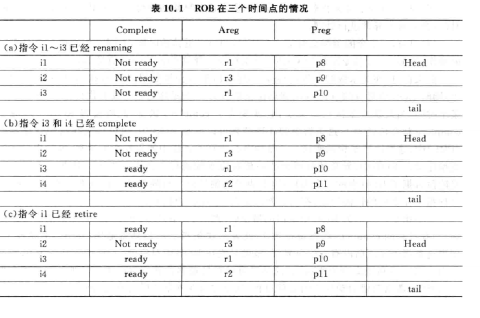 表 10.1 ROB 在三个时间点的情况
Complete Areg Preg
(a)指令 i1～i3 已经 renaming
i1 Not ready r1 p8 Head
i2 Not ready r3 p9
i3 Not ready r1 p10
tail
(b)指令 i3 和 i4 已经 complete
i1 Not ready r1 p8 Head
i2 Not ready r3 p9
i3 ready r1 p10
i4 ready r2 p11
tail
(c)指令 i1 已经 retire
i1 ready r1 p8
i2 Not ready r3 p9 Head
i3 ready r1 p10
i4 ready r2 p11
tail